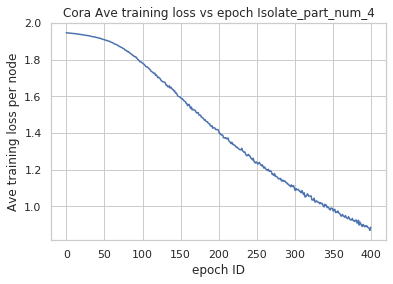 Cora Ave training loss vs epoch Isolate_part_num_4
Ave training loss per node
2.0
1.8
1.6
1.4
1.2
1.0
0 50 100 150 200 250 300 350 400
epoch ID